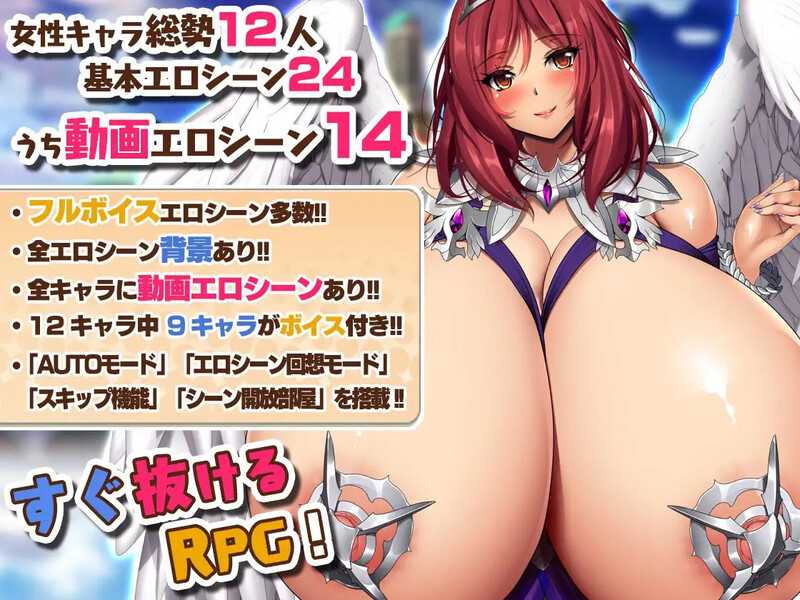 女性キャラ総勢12人
基本エロシーン24
うち動画エロシーン14
・フルボイスエロシーン多数!!
・全エロシーン背景あり!!
・全キャラに動画エロシーンあり!!
・12キャラ中 9キャラがボイス付き!!
・「AUTOモード」「エロシーン回想モード」
「スキップ機能」「シーン開放部屋」を搭載!!
すぐ抜ける
RPG!